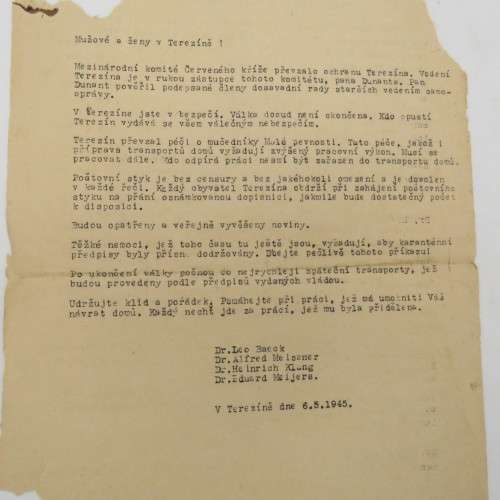 Mužové a ženy v Terezíně !
Mezinárodní komité Červeného kříže převzalo ochranu Terezína. Vedení
Terezína je v rukou zástupce tohoto komitétu, pana Dunanta. Pan
Dunant pověřil podepsané členy dosavadní rady starších vedením samo-
správy.
V Terezíně jste v bezpečí. Válka dosud není skončena. Kdo opustí
Terezín vydává se všem válečným nebezpečím.
Terezín převzal péči o mučedníky Malé pevnosti. Tato péče, jakož i
příprava transportů domů vyžadují zvýšený pracovní výkon. Musí se
pracovat dále. Kdo odpírá práci nesmí být zařazen do transportu domů.
Poštovní styk je bez censury a bez jakéhokoli omezení a je dovolen
v každé řeči. Každý obyvatel Terezína obdrží při zahájení poštovního
styku na přání oznámkovanou dopisnici, jakmile bude dostatečný počet
k disposici.
Budou opatřeny a veřejně vyvěšeny noviny.
Těžké nemoci, jež toho času tu ještě jsou, vyžadují, aby karanténní
předpisy byly přísně dodržovány. Dbejte pečlivě tohoto příkazu!
Po ukončení války počnou co nejrychleji zpáteční transporty, jež
budou provedeny podle předpisů vydaných vládou.
Udržujte klid a pořádek. Pomáhejte při práci, jež má umožniti Váš
návrat domů. Každý nechť jde za prací, jež mu byla přidělena.
Dr.Leo Baeck
Dr.Alfred Meissner
Dr.Heinrich Klang
Dr.Eduard Meijers.
V Terezíně dne 6.5.1945.